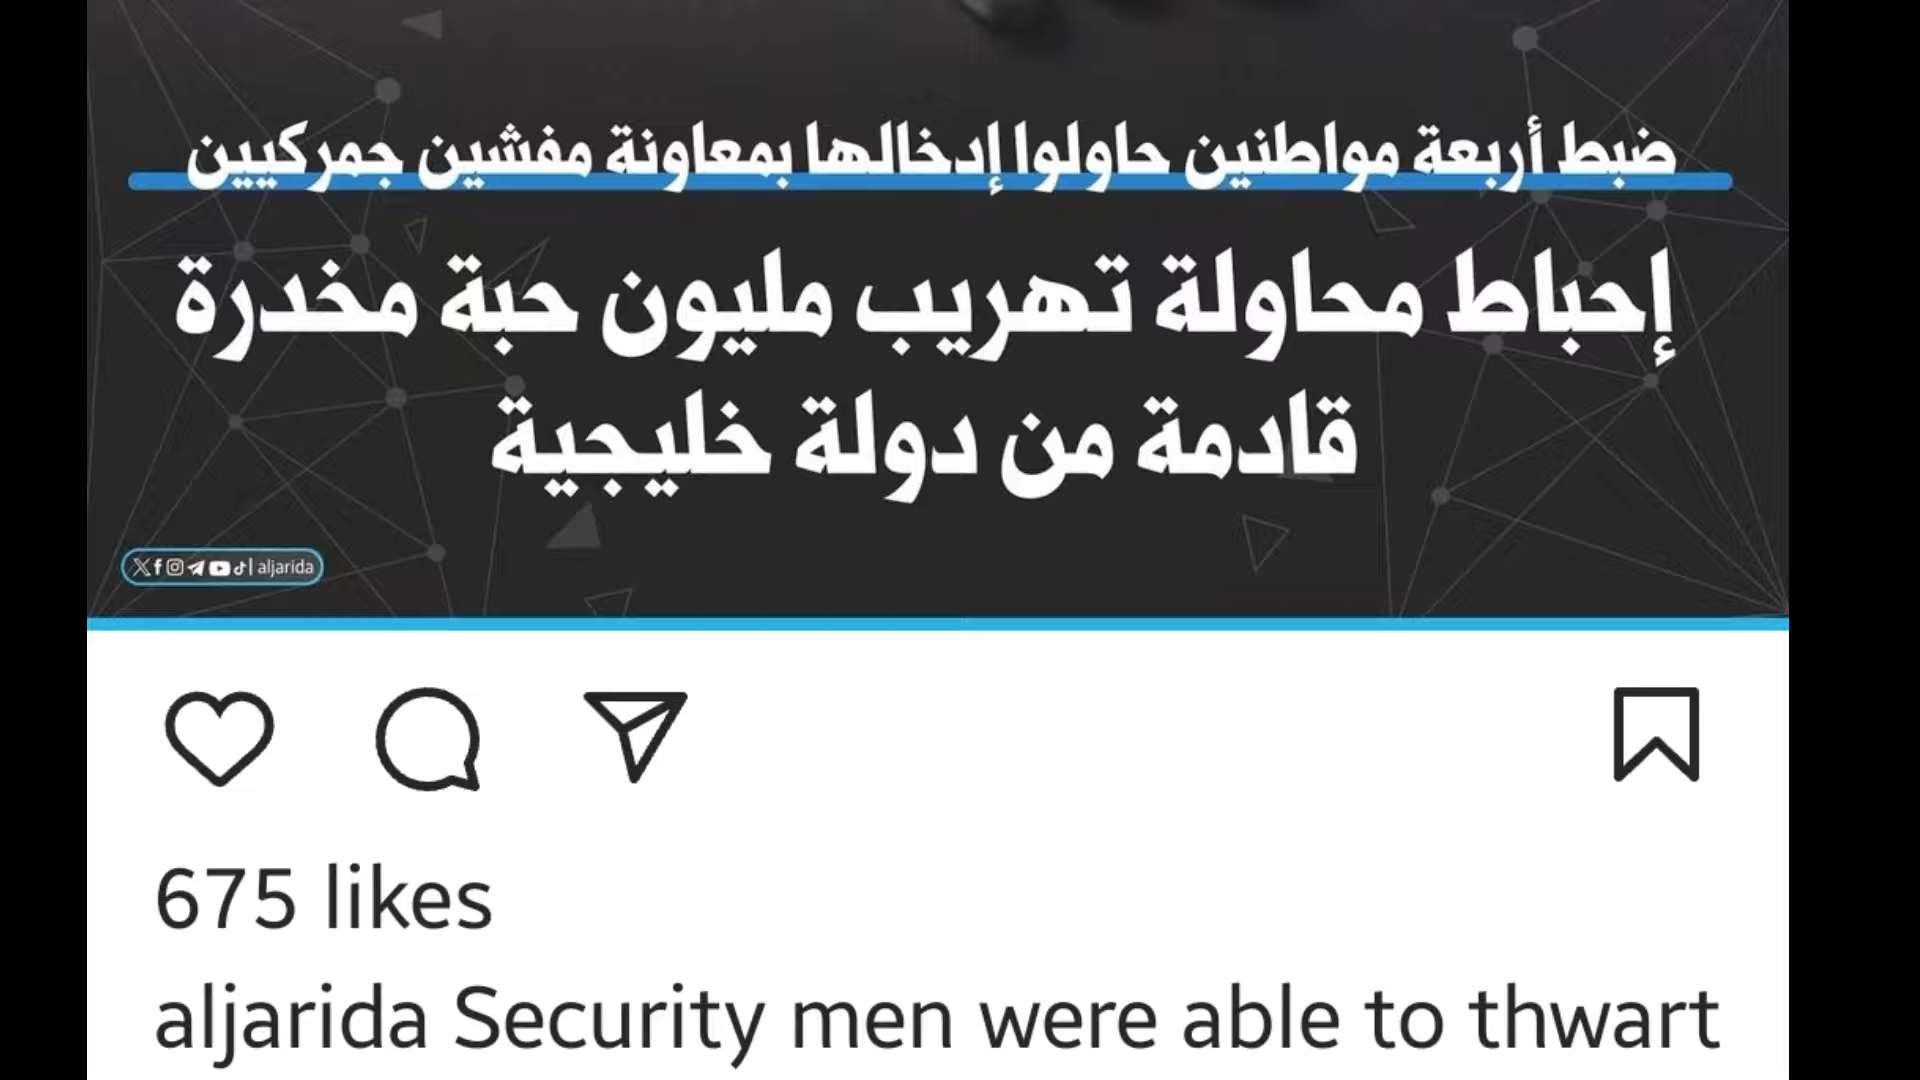 ضبط أربعة مواطنين حاولوا إدخالها بمعاونة مفشين جمركيين
إحباط محاولة تهريب مليون حبة مخدرة
قادمة من دولة خليجية
aljarida
675 likes
aljarida Security men were able to thwart